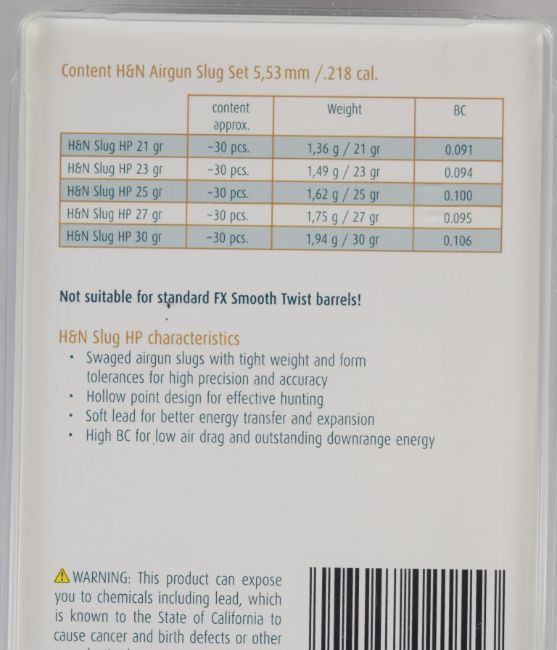 Content H&N Airgun Slug Set 5,53 mm /.218 cal.
content approx. Weight BC
H&N Slug HP 21 gr ~30 pcs. 1,36 g / 21 gr 0.091
H&N Slug HP 23 gr ~30 pcs. 1,49 g / 23 gr 0.094
H&N Slug HP 25 gr ~30 pcs. 1,62 g / 25 gr 0.100
H&N Slug HP 27 gr ~30 pcs. 1,75 g / 27 gr 0.095
H&N Slug HP 30 gr ~30 pcs. 1,94 g / 30 gr 0.106
Not suitable for standard FX Smooth Twist barrels!
H&N Slug HP characteristics
• Swaged airgun slugs with tight weight and form
tolerances for high precision and accuracy
• Hollow point design for effective hunting
• Soft lead for better energy transfer and expansion
• High BC for low air drag and outstanding downrange energy
WARNING: This product can expose
you to chemicals including lead, which
is known to the State of California to
cause cancer and birth defects or other